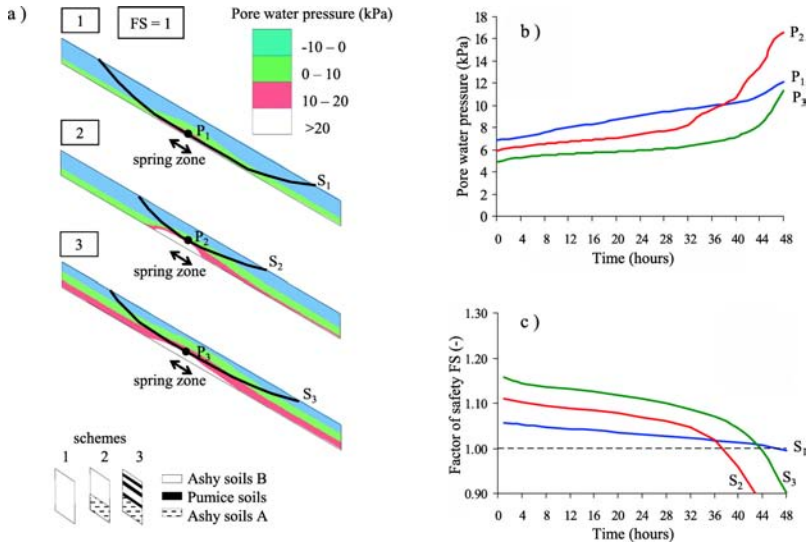 a )
1
FS = 1
Pore water pressure (kPa)
-10 – 0
0 – 10
10 – 20
>20
P1
spring zone
S1
2
P2
spring zone
S2
3
P3
spring zone
S3
schemes
1 2 3
Ashy soils B
Pumice soils
Ashy soils A
b )
Pore water pressure (kPa)
18
16
14
12
10
8
6
4
2
0
P2
P1
P3
0 4 8 12 16 20 24 28 32 36 40 44 48
Time (hours)
c )
Factor of safety FS (-)
1.30
1.20
1.10
1.00
0.90
S1
S2
S3
0 4 8 12 16 20 24 28 32 36 40 44 48
Time (hours)